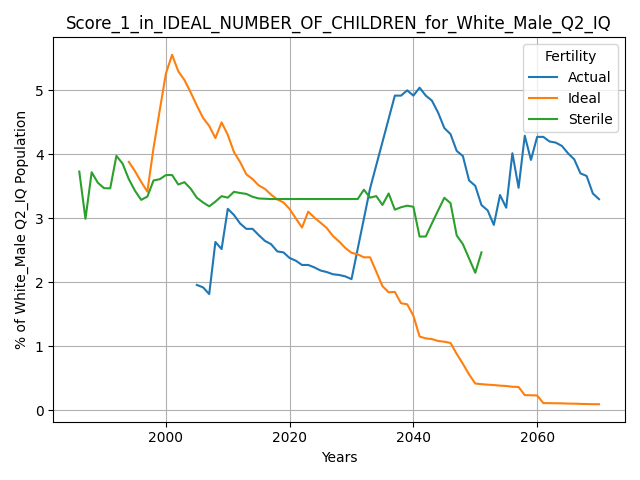 Score_1_in_IDEAL_NUMBER_OF_CHILDREN_for_White_Male_Q2_IQ
Fertility
Actual
Ideal
Sterile
% of White_Male Q2_IQ Population
5
4
3
2
1
0
2000 2020 2040 2060
Years